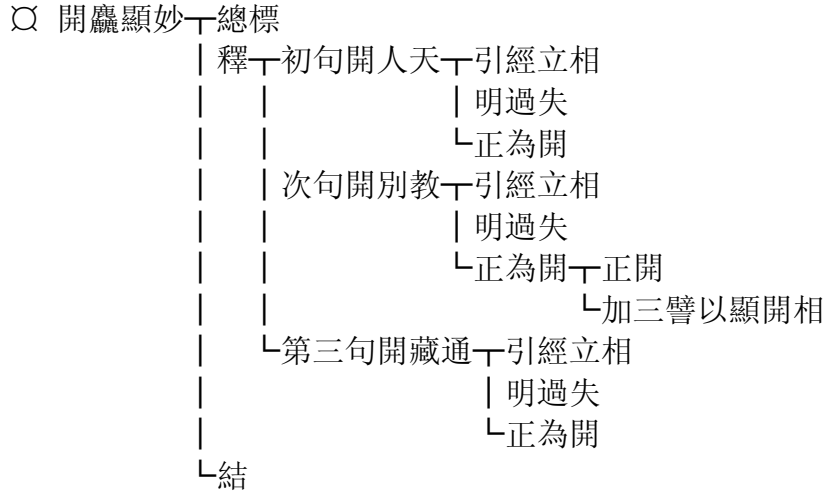 ¤ 開麤顯妙┬總標
│釋┬初句開人天┬引經立相
││ │明過失
││ └正為開
││次句開別教┬引經立相
││ │明過失
││ └正為開┬正開
││ └加三譬以顯開相
│└第三句開藏通┬引經立相
│ │明過失
│ └正為開
└結